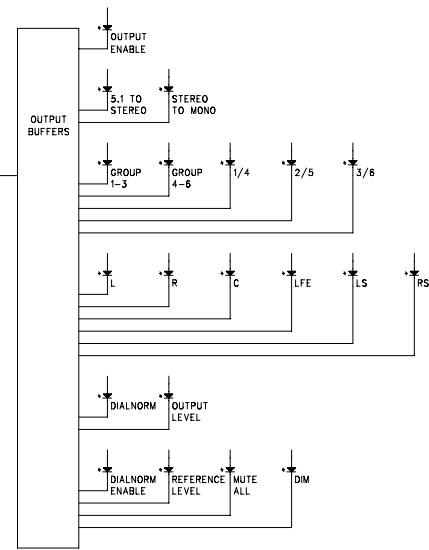 OUTPUT
ENABLE
5.1 TO
STEREO
STEREO
TO MONO
OUTPUT
BUFFERS
GROUP
1-3
GROUP
4-6
1/4
2/5
3/6
L
R
C
LFE
LS
RS
DIALNORM
OUTPUT
LEVEL
DIALNORM
ENABLE
REFERENCE
LEVEL
MUTE
ALL
DIM